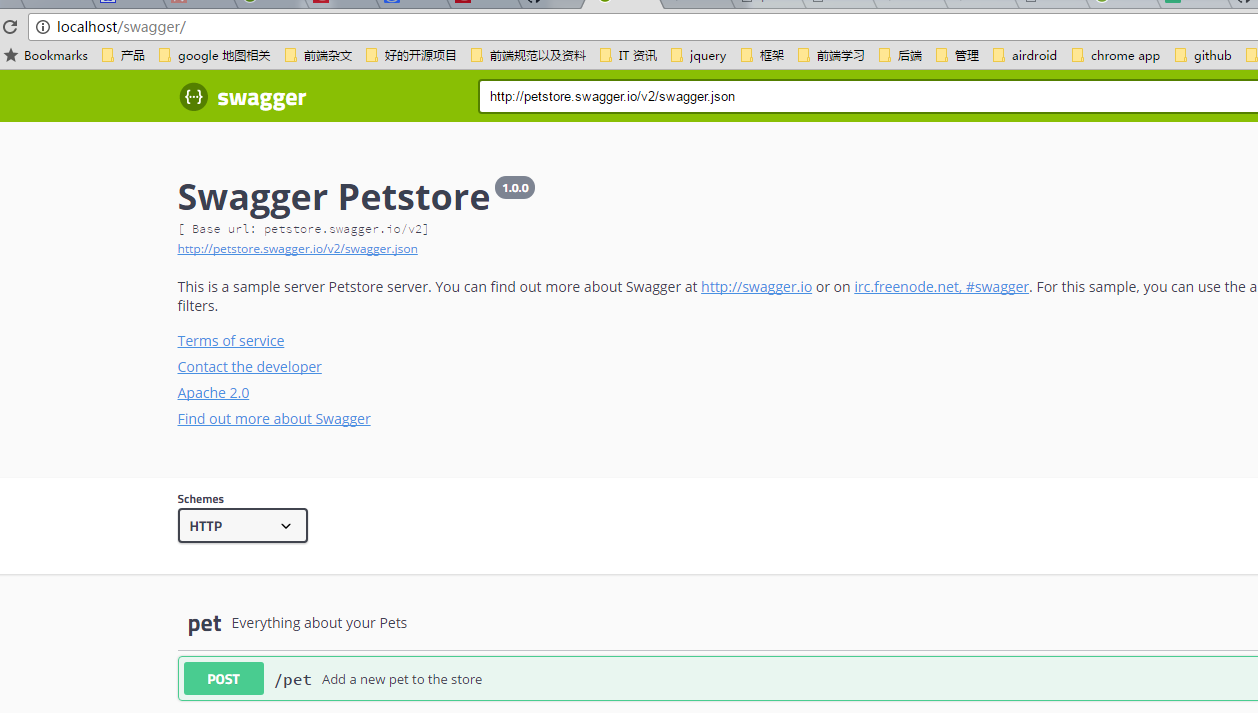 localhost/swagger/
Bookmarks 产品 google 地图相关 前端杂文 好的开源项目 前端规范以及资料 IT 资讯 jquery 框架 前端学习 后端 管理 airdroid chrome app github
{···} swagger http://petstore.swagger.io/v2/swagger.json
Swagger Petstore 1.0.0
[ Base url: petstore.swagger.io/v2]
http://petstore.swagger.io/v2/swagger.json
This is a sample server Petstore server. You can find out more about Swagger at http://swagger.io or on irc.freenode.net, #swagger. For this sample, you can use the a
filters.
Terms of service
Contact the developer
Apache 2.0
Find out more about Swagger
Schemes
HTTP
pet Everything about your Pets
POST /pet Add a new pet to the store